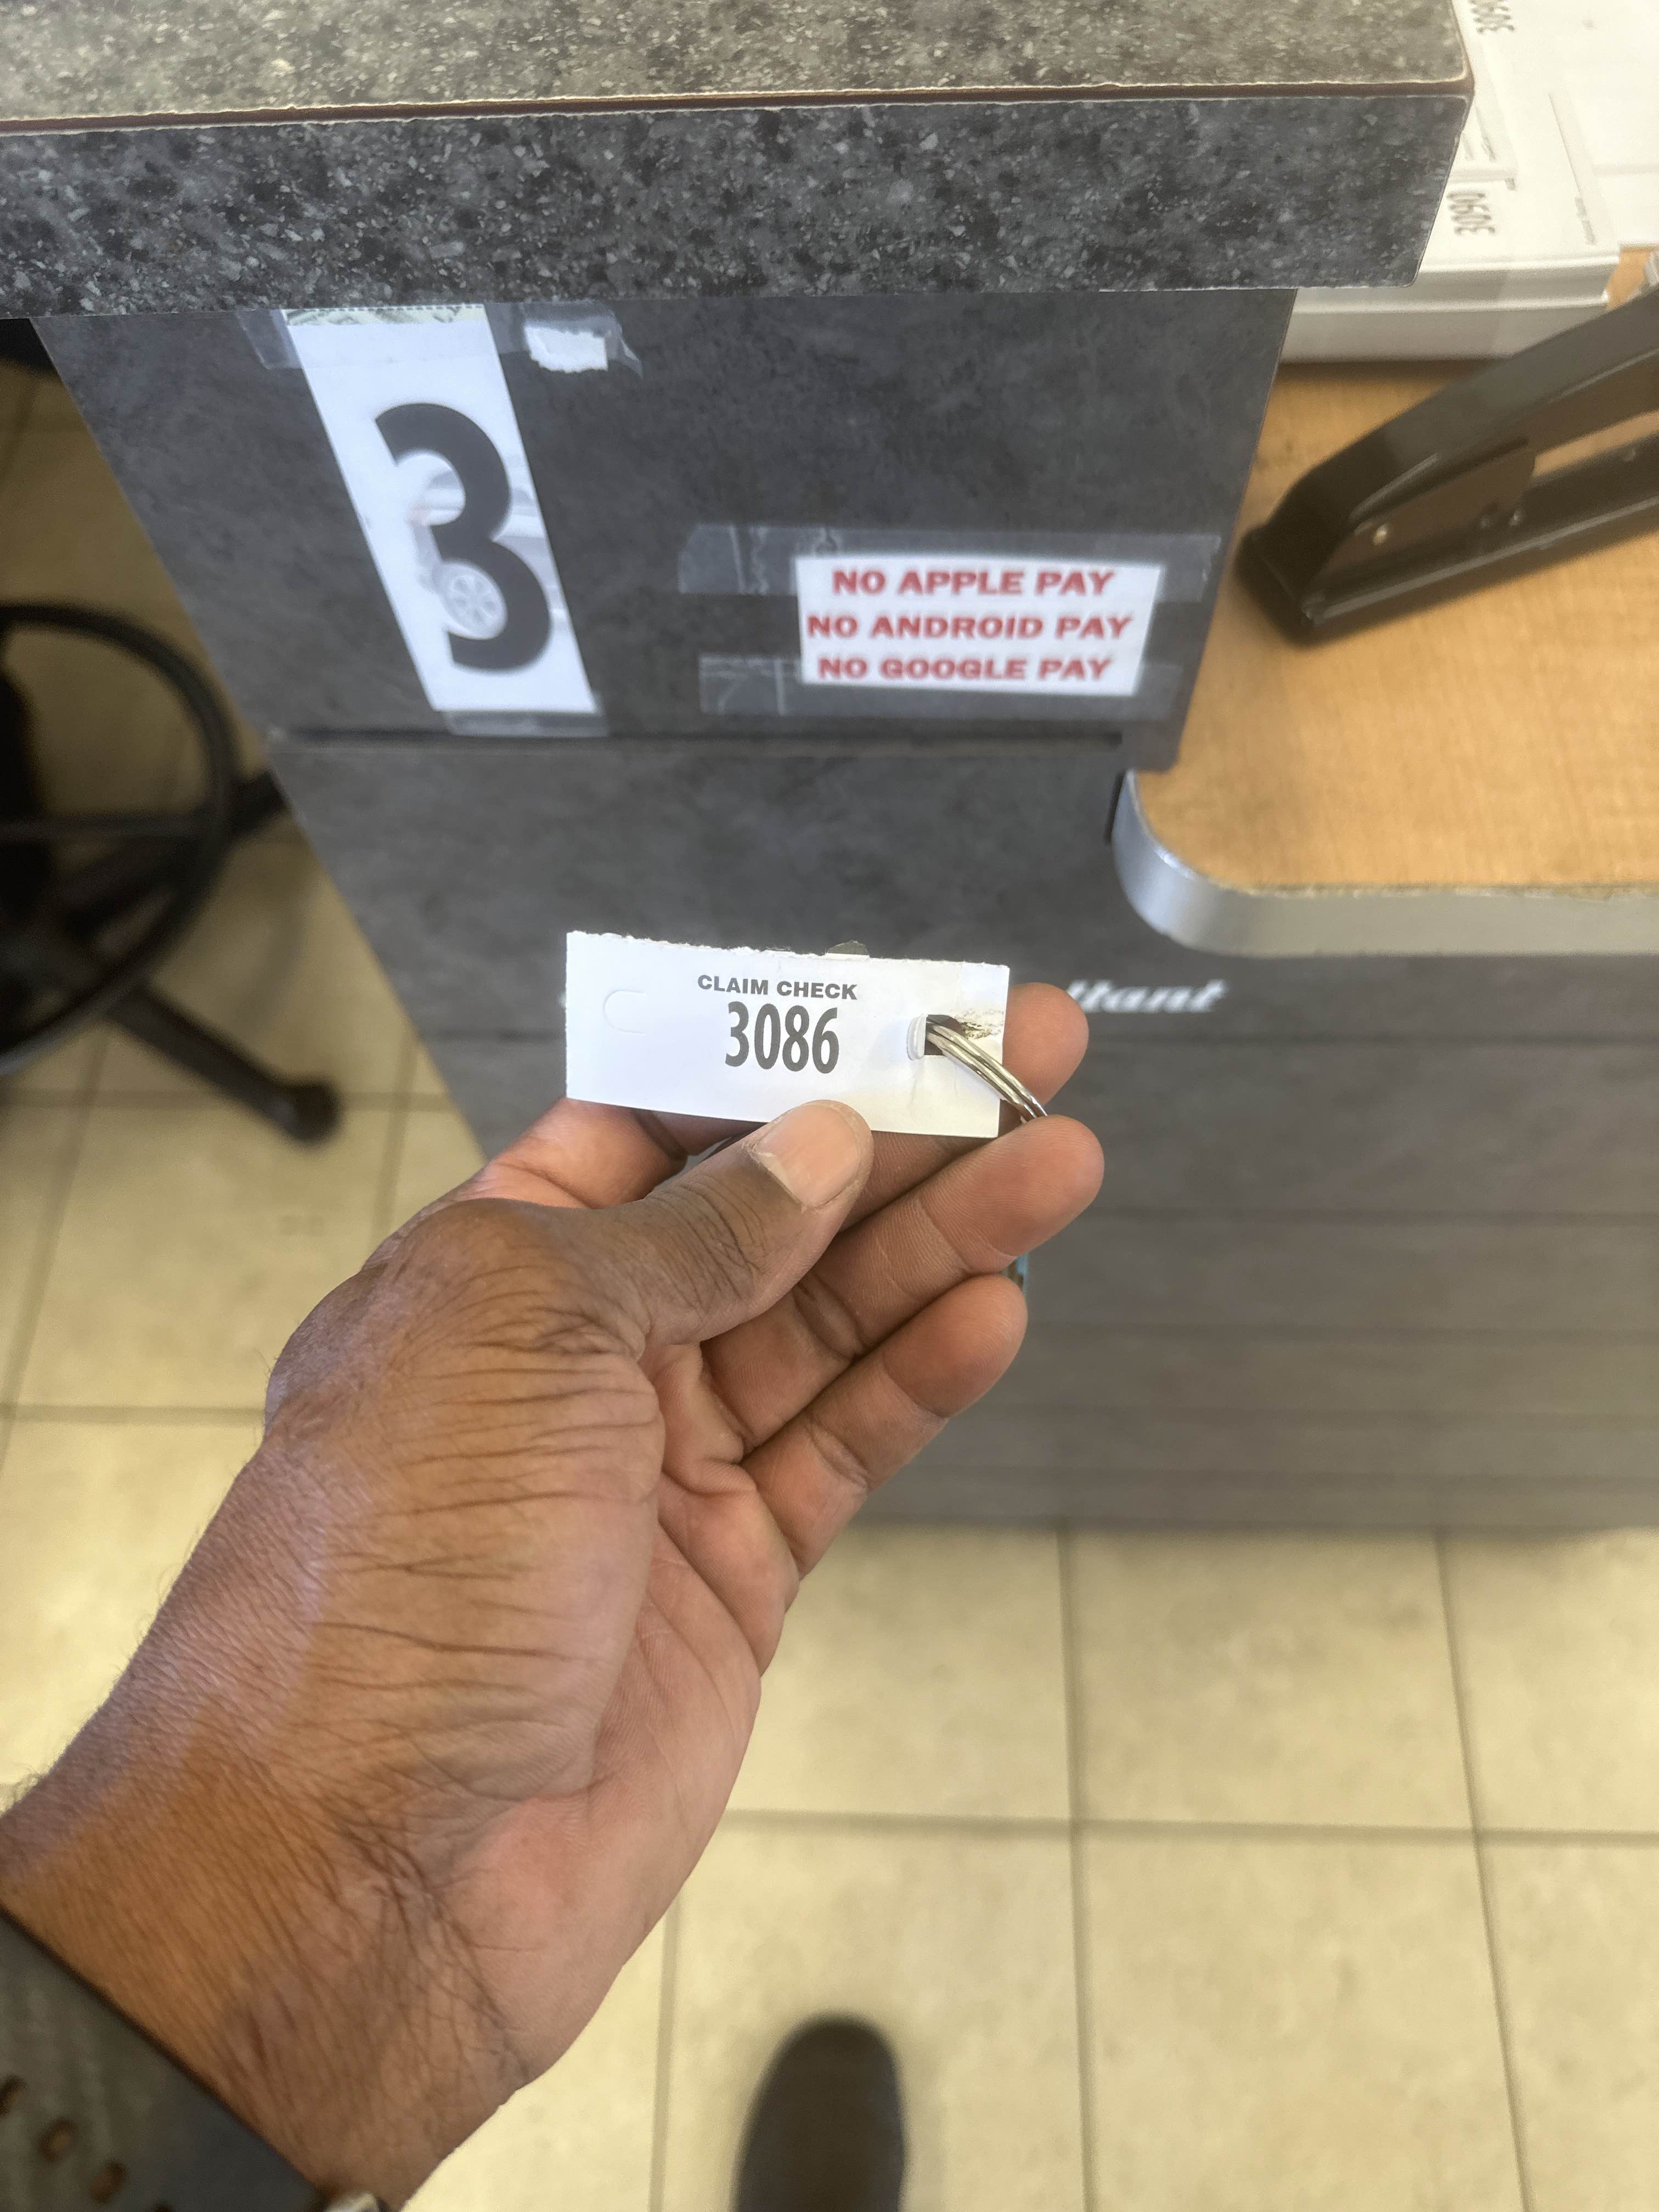 3
NO APPLE PAY
NO ANDROID PAY
NO GOOGLE PAY
CLAIM CHECK
3086